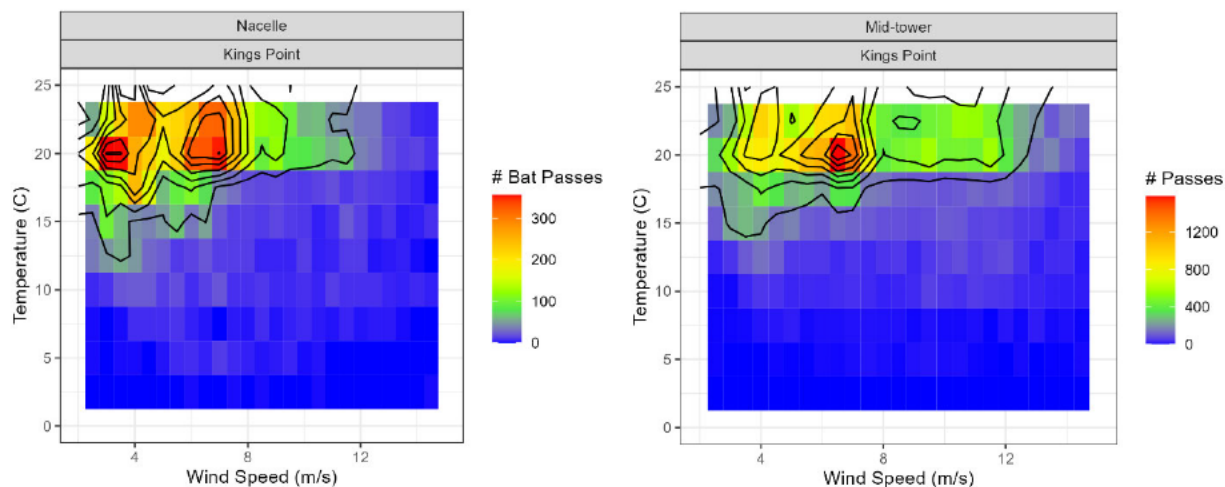 Nacelle
Kings Point
25
20
15
10
5
0
Temperature (C)
4
8
12
Wind Speed (m/s)
# Bat Passes
300
200
100
0
Mid-tower
Kings Point
25
20
15
10
5
0
Temperature (C)
4
8
12
Wind Speed (m/s)
# Passes
1200
800
400
0